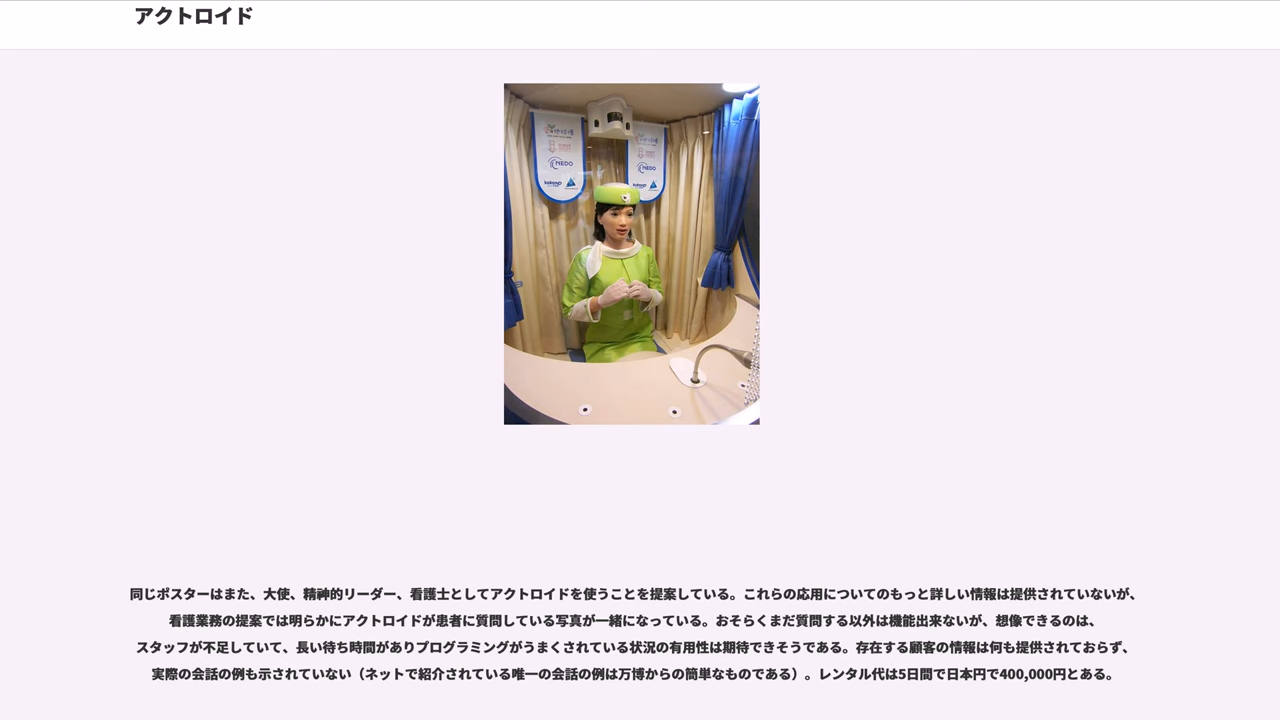 アクトロイド
NEDO
NEDO
同じポスターはまた、大使、精神的リーダー、看護士としてアクトロイドを使うことを提案している。これらの応用についてのもっと詳しい情報は提供されていないが、
看護業務の提案では明らかにアクトロイドが患者に質問している写真が一緒になっている。おそらくまだ質問する以外は機能出来ないが、想像できるのは、
スタッフが不足していて、長い待ち時間がありプログラミングがうまくされている状況の有用性は期待できそうである。存在する顧客の情報は何も提供されておらず、
実際の会話の例も示されていない（ネットで紹介されている唯一の会話の例は万博からの簡単なものである）。レンタル代は5日間で日本円で400,000円とある。